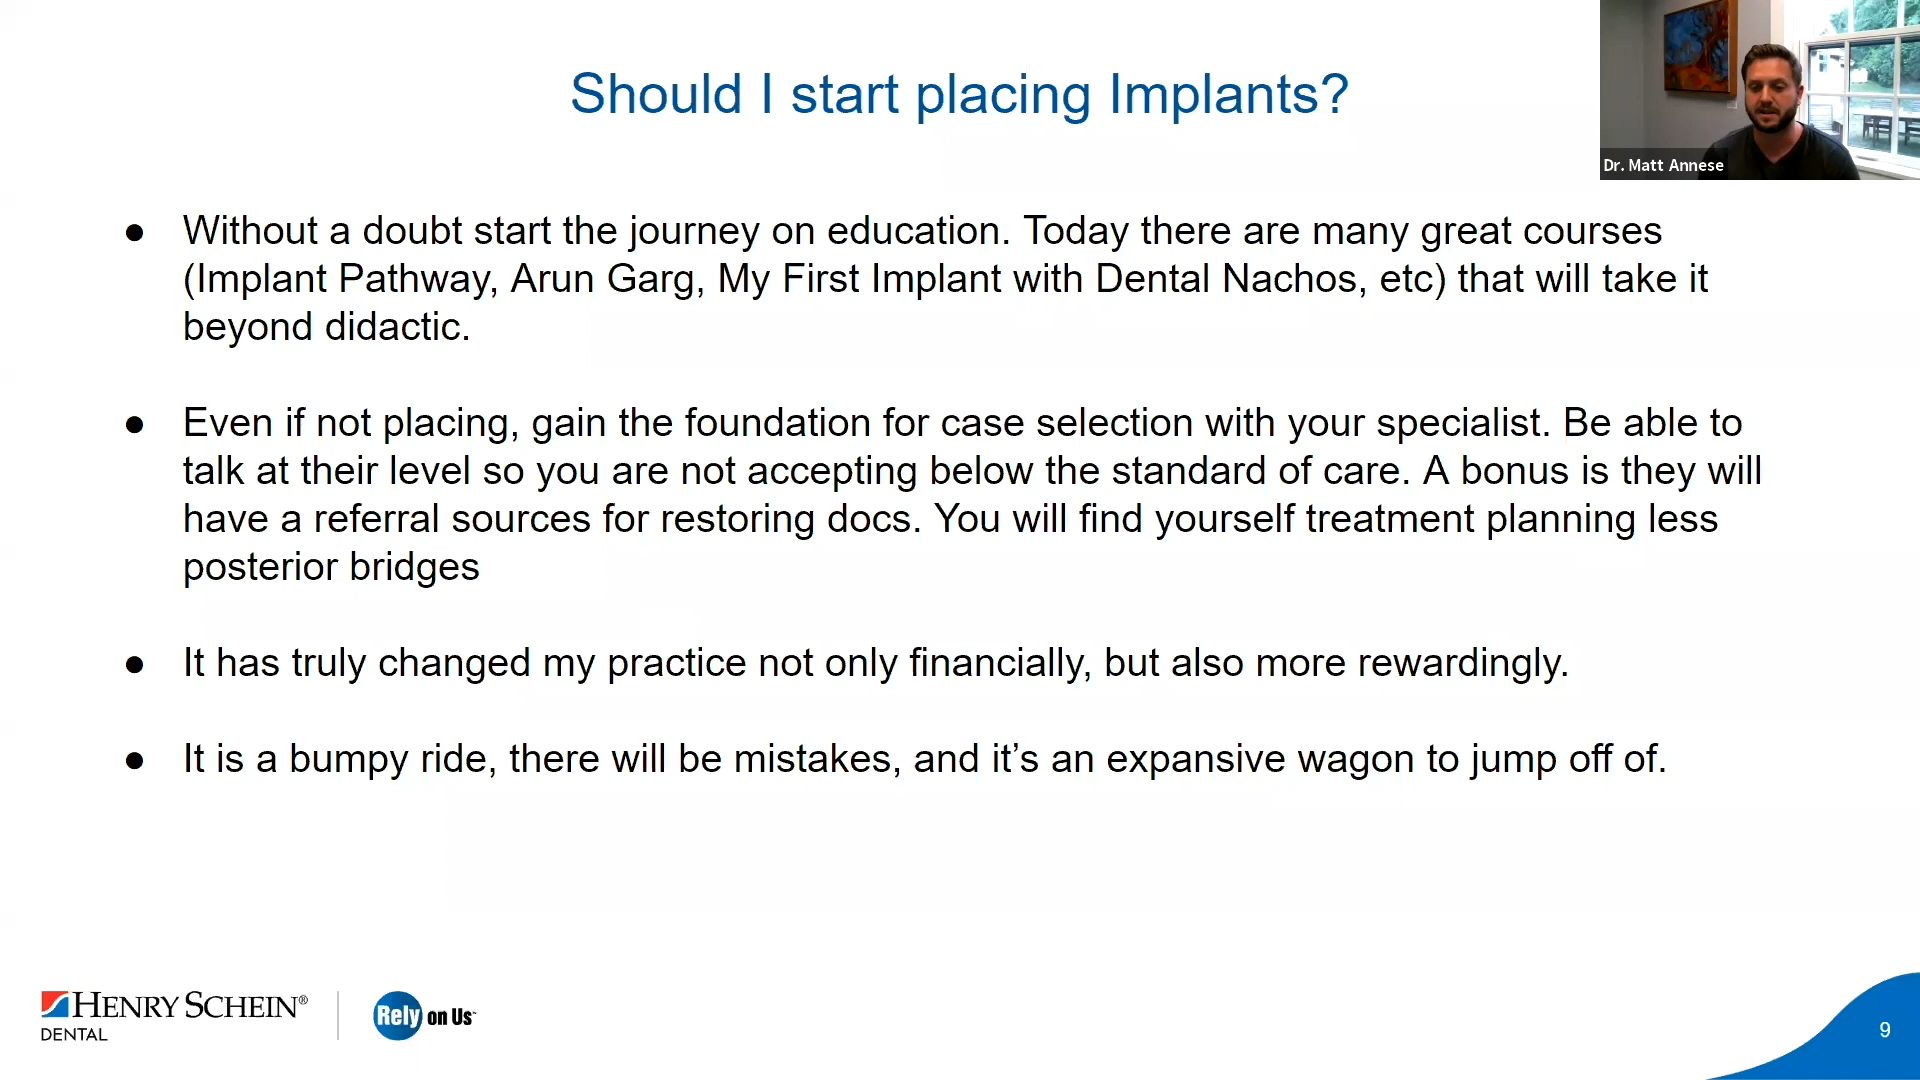 Should I start placing Implants?
Dr. Matt Annese
● Without a doubt start the journey on education. Today there are many great courses
(Implant Pathway, Arun Garg, My First Implant with Dental Nachos, etc) that will take it
beyond didactic.
● Even if not placing, gain the foundation for case selection with your specialist. Be able to
talk at their level so you are not accepting below the standard of care. A bonus is they will
have a referral sources for restoring docs. You will find yourself treatment planning less
posterior bridges
● It has truly changed my practice not only financially, but also more rewardingly.
● It is a bumpy ride, there will be mistakes, and it’s an expansive wagon to jump off of.
HENRY SCHEIN®
DENTAL
Rely on Us™
9